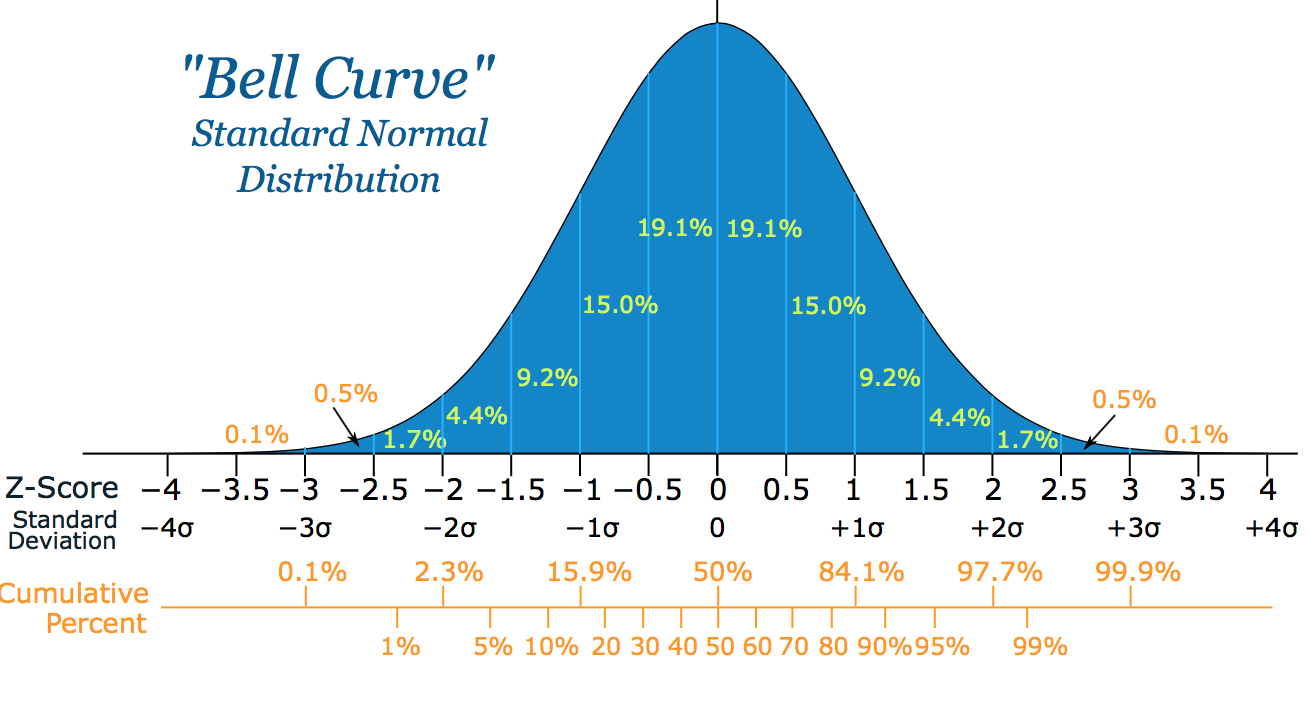 "Bell Curve"
Standard Normal
Distribution
19.1% 19.1%
15.0% 15.0%
9.2% 9.2%
0.5% 0.5%
4.4% 4.4%
0.1% 1.7% 1.7% 0.1%
Z-Score −4 −3.5 −3 −2.5 −2 −1.5 −1 −0.5 0 0.5 1 1.5 2 2.5 3 3.5 4
Standard
Deviation −4σ −3σ −2σ −1σ 0 +1σ +2σ +3σ +4σ
0.1% 2.3% 15.9% 50% 84.1% 97.7% 99.9%
Cumulative
Percent
1% 5% 10% 20 30 40 50 60 70 80 90% 95% 99%